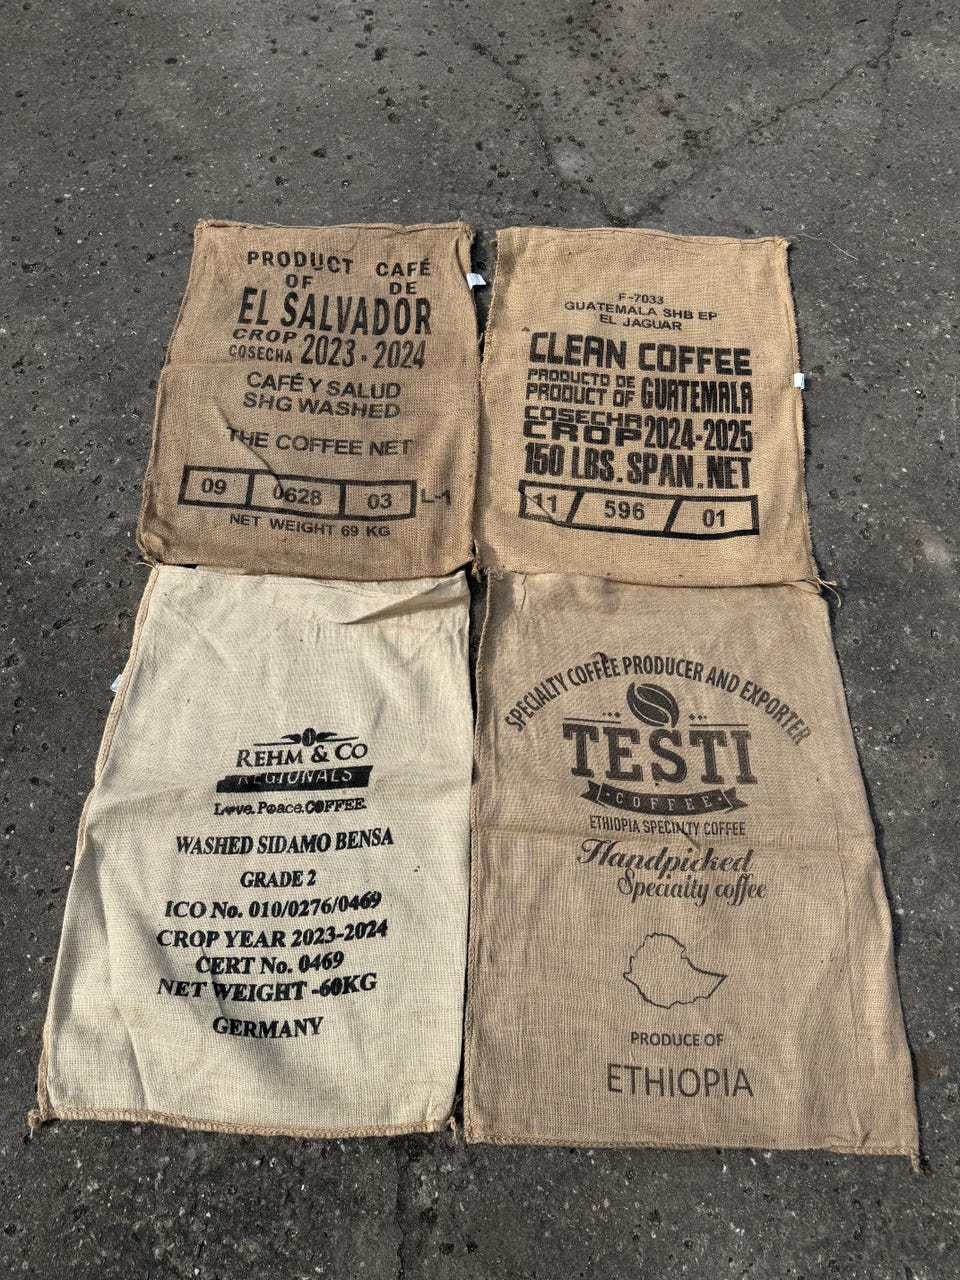 PRODUCT CAFÉ
OF DE
EL SALVADOR
CROP
COSECHA 2023-2024
CAFÉ Y SALUD
SHG WASHED
THE COFFEE NET
09 0628 03 L-1
NET WEIGHT 69 KG
F-7033
GUATEMALA SHB EP
EL JAGUAR
CLEAN COFFEE
PRODUCTO DE
PRODUCT OF GUATEMALA
COSECHA
CROP 2024-2025
150 LBS.SPAN.NET
11 596 01
REHM & CO
REGIONALS
Love.Peace.COFFEE.
WASHED SIDAMO BENSA
GRADE 2
ICO No. 010/0276/0469
CROP YEAR 2023-2024
CERT No. 0469
NET WEIGHT -60KG
GERMANY
SPECIALTY COFFEE PRODUCER AND EXPORTER
TESTI
COFFEE
ETHIOPIA SPECIALTY COFFEE
Handpicked
Specialty coffee
PRODUCE OF
ETHIOPIA